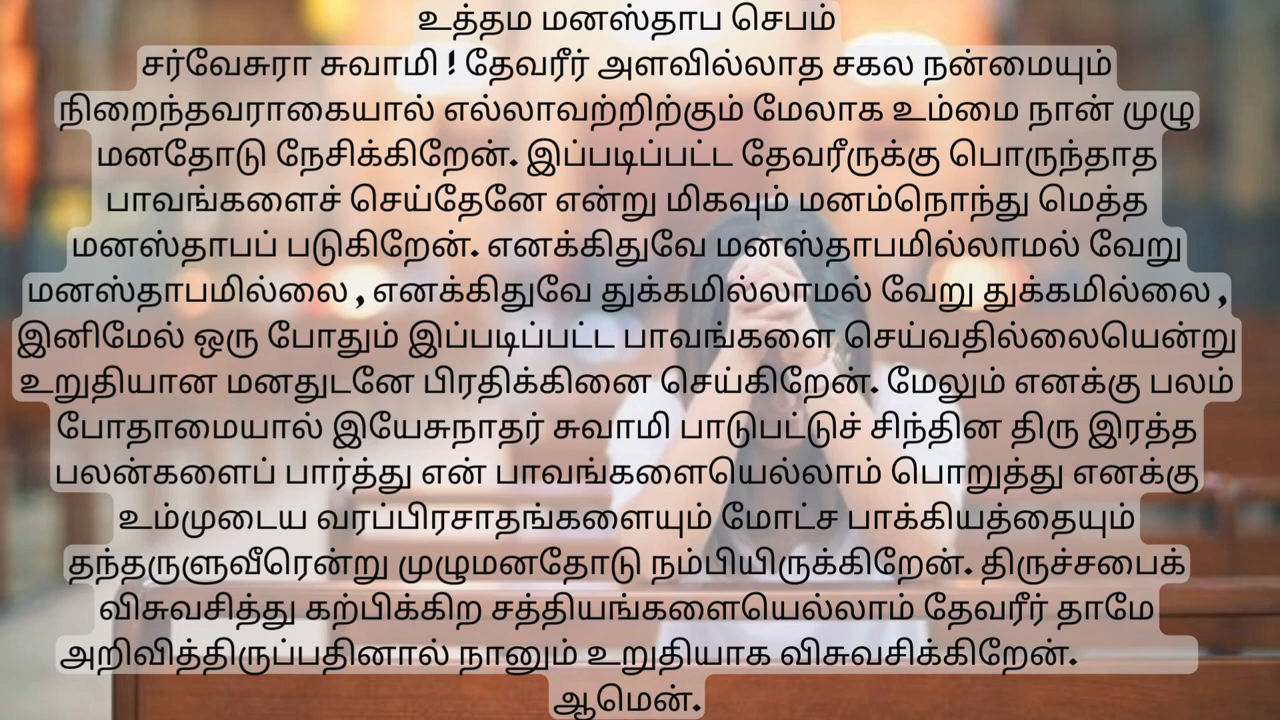 உத்தம மனஸ்தாப செபம்
சர்வேசுரா சுவாமி ! தேவரீர் அளவில்லாத சகல நன்மையும்
நிறைந்தவராகையால் எல்லாவற்றிற்கும் மேலாக உம்மை நான் முழு
மனதோடு நேசிக்கிறேன். இப்படிப்பட்ட தேவரீருக்கு பொருந்தாத
பாவங்களைச் செய்தேனே என்று மிகவும் மனம்நொந்து மெத்த
மனஸ்தாபப் படுகிறேன். எனக்கிதுவே மனஸ்தாபமில்லாமல் வேறு
மனஸ்தாபமில்லை , எனக்கிதுவே துக்கமில்லாமல் வேறு துக்கமில்லை ,
இனிமேல் ஒரு போதும் இப்படிப்பட்ட பாவங்களை செய்வதில்லையென்று
உறுதியான மனதுடனே பிரதிக்கினை செய்கிறேன். மேலும் எனக்கு பலம்
போதாமையால் இயேசுநாதர் சுவாமி பாடுபட்டுச் சிந்தின திரு இரத்த
பலன்களைப் பார்த்து என் பாவங்களையெல்லாம் பொறுத்து எனக்கு
உம்முடைய வரப்பிரசாதங்களையும் மோட்ச பாக்கியத்தையும்
தந்தருளுவீரென்று முழுமனதோடு நம்பியிருக்கிறேன். திருச்சபைக்
விசுவசித்து கற்பிக்கிற சத்தியங்களையெல்லாம் தேவரீர் தாமே
அறிவித்திருப்பதினால் நானும் உறுதியாக விசுவசிக்கிறேன்.
ஆமென்.